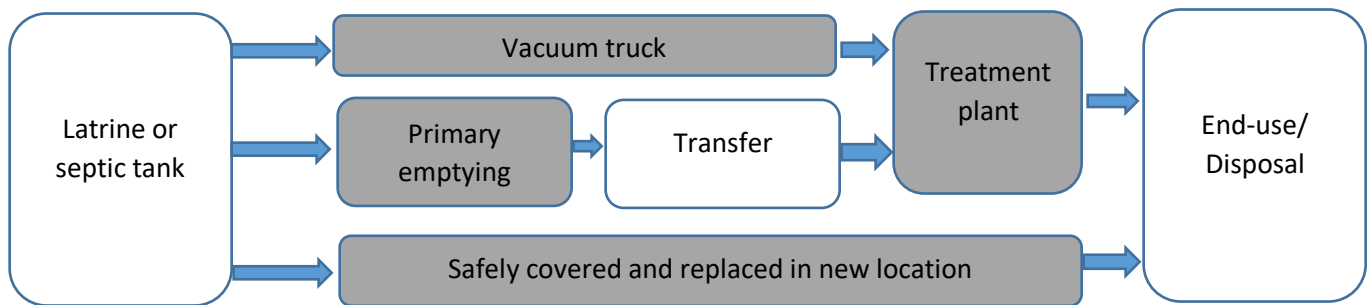 Latrine or
septic tank
Vacuum truck
Primary
emptying
Transfer
Treatment
plant
Safely covered and replaced in new location
End-use/
Disposal